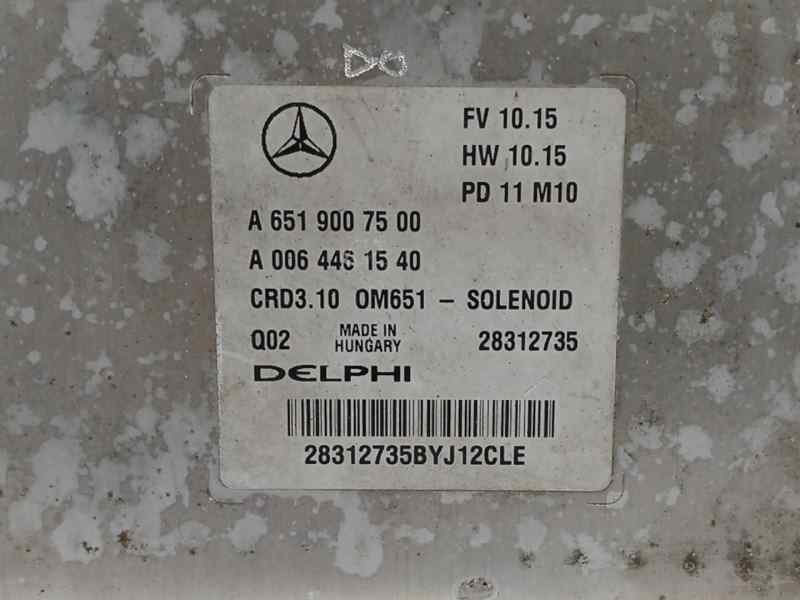 DO
FV 10.15
HW 10.15
PD 11 M10
A 651 900 75 00
A 006 446 15 40
CRD3.10 OM651 - SOLENOID
Q02 MADE IN HUNGARY 28312735
DELPHI
28312735BYJ12CLE